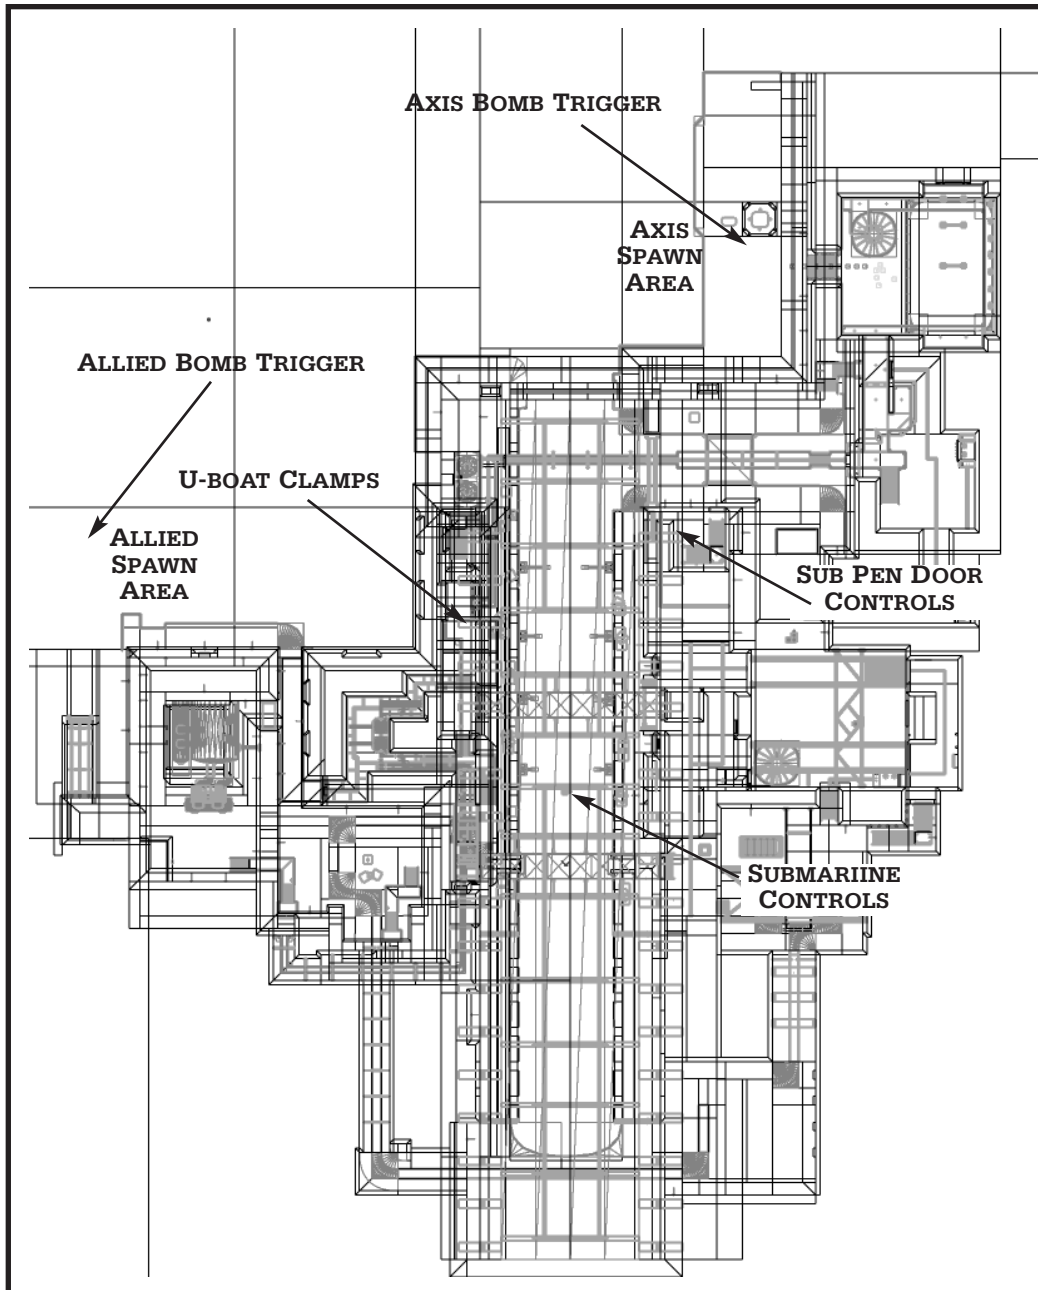 AXIS BOMB TRIGGER
AXIS
SPAWN
AREA
ALLIED BOMB TRIGGER
U-BOAT CLAMPS
ALLIED
SPAWN
AREA
SUB PEN DOOR
CONTROLS
SUBMARIINE
CONTROLS